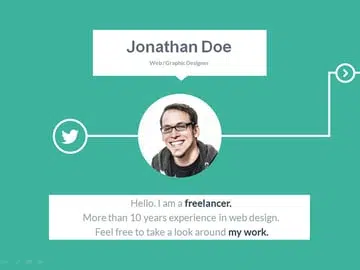 Jonathan Doe
Web/Graphic Designer
Hello. I am a freelancer.
More than 10 years experience in web design.
Feel free to take a look around my work.